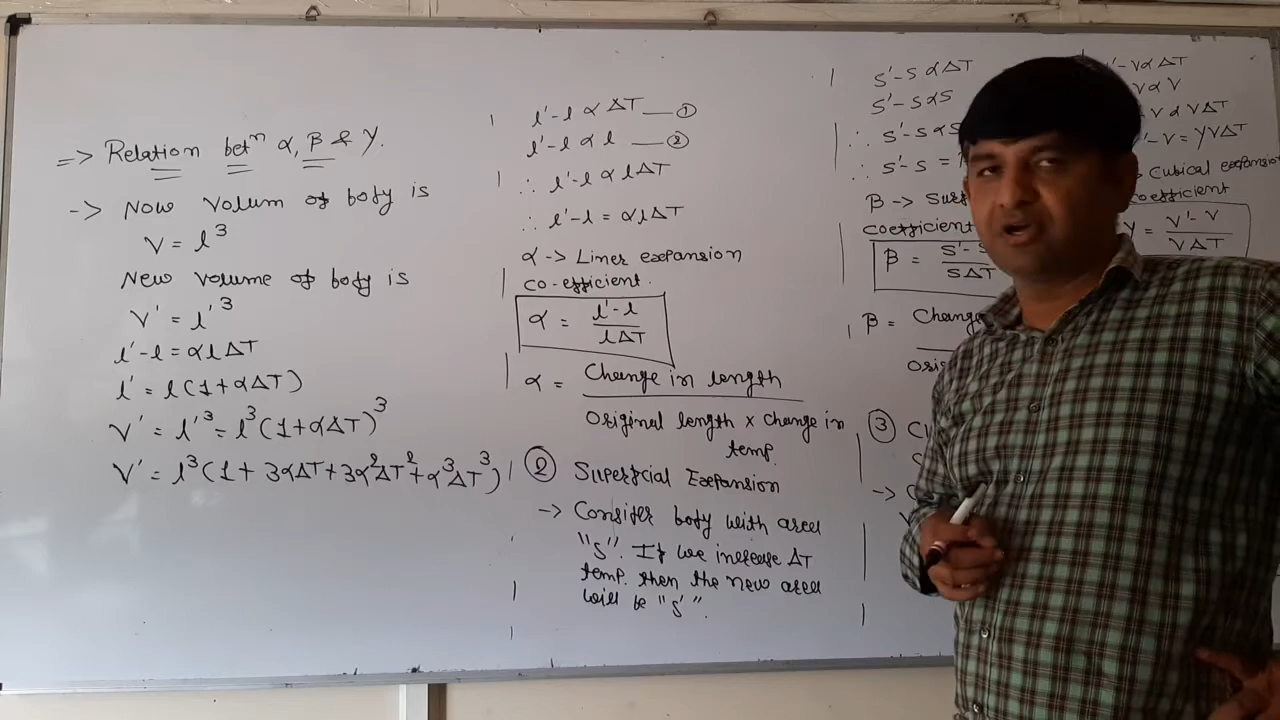 => Relation betⁿ α, β & γ.
-> Now Volum of body is
V = l³
New volume of body is
V' = l'³
l'-l = αlΔT
l' = l(1+αΔT)
V' = l'³ = l³(1+αΔT)³
V' = l³(1+3αΔT+3α²ΔT²+α³ΔT³)
l'-l α ΔT —①
l'-l α l —②
∴ l'-l α lΔT
∴ l'-l = αlΔT
α -> Liner expansion
co-efficient.
α = l'-l / lΔT
α = Change in length / Original length x Change in temp.
② Superficial Expansion
-> Consider body with area
"S". If we increase ΔT
temp. then the new area
will be "S'".
S'-S α ΔT
S'-S α S
∴ S'-S α S
∴ S'-S =
β ->
coefficient
β = S'- / SΔT
β =
③
->
'-V α ΔT
V α V
-V α VΔT
'-V = γVΔT
Cubical expansion
coefficient
γ = V'-V / VΔT